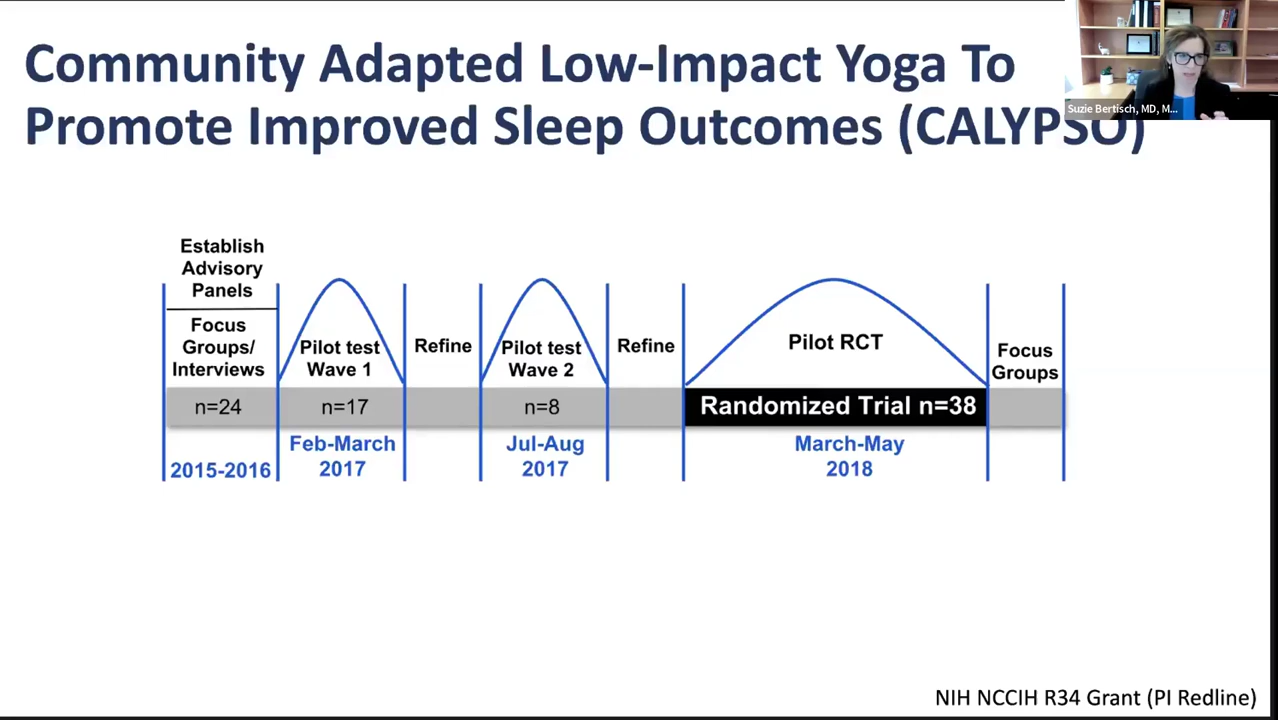 Community Adapted Low-Impact Yoga To
Promote Improved Sleep Outcomes (CALYPSO)
Suzie Bertisch, MD, M...
Establish
Advisory
Panels
Focus
Groups/
Interviews
n=24
2015-2016
Pilot test
Wave 1
n=17
Feb-March
2017
Refine
Pilot test
Wave 2
n=8
Jul-Aug
2017
Refine
Pilot RCT
Randomized Trial n=38
March-May
2018
Focus
Groups
NIH NCCIH R34 Grant (PI Redline)